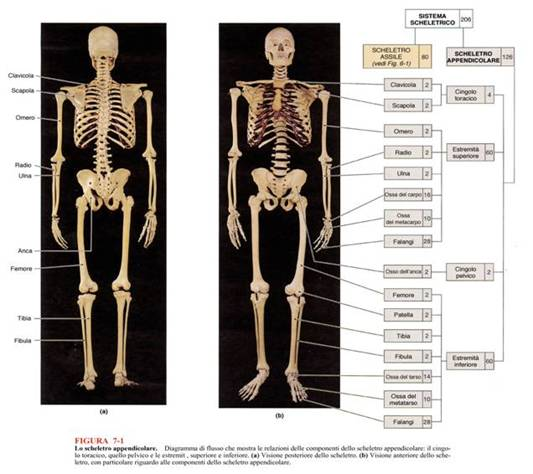 SISTEMA
SCHELETRICO 206
SCHELETRO
ASSILE
(vedi Fig. 6-1) 80
SCHELETRO
APPENDICOLARE 126
Clavicola
Scapola
Omero
Radio
Ulna
Anca
Femore
Tibia
Fibula
Clavicola 2
Scapola 2
Cingolo
toracico 4
Omero 2
Radio 2
Ulna 2
Ossa del carpo 16
Ossa
del metacarpo 10
Falangi 28
Estremità
superiore 60
Osso dell'anca 2
Cingolo
pelvico 2
Femore 2
Patella 2
Tibia 2
Fibula 2
Ossa del tarso 14
Ossa del
metatarso 10
Falangi 28
Estremità
inferiore 60
(a)
(b)
FIGURA 7-1
Lo scheletro appendicolare. Diagramma di flusso che mostra le relazioni delle componenti dello scheletro appendicolare: il cingo-
lo toracico, quello pelvico e le estremit , superiore e inferiore. (a) Visione posteriore dello scheletro. (b) Visione anteriore dello sche-
letro, con particolare riguardo alle componenti dello scheletro appendicolare.